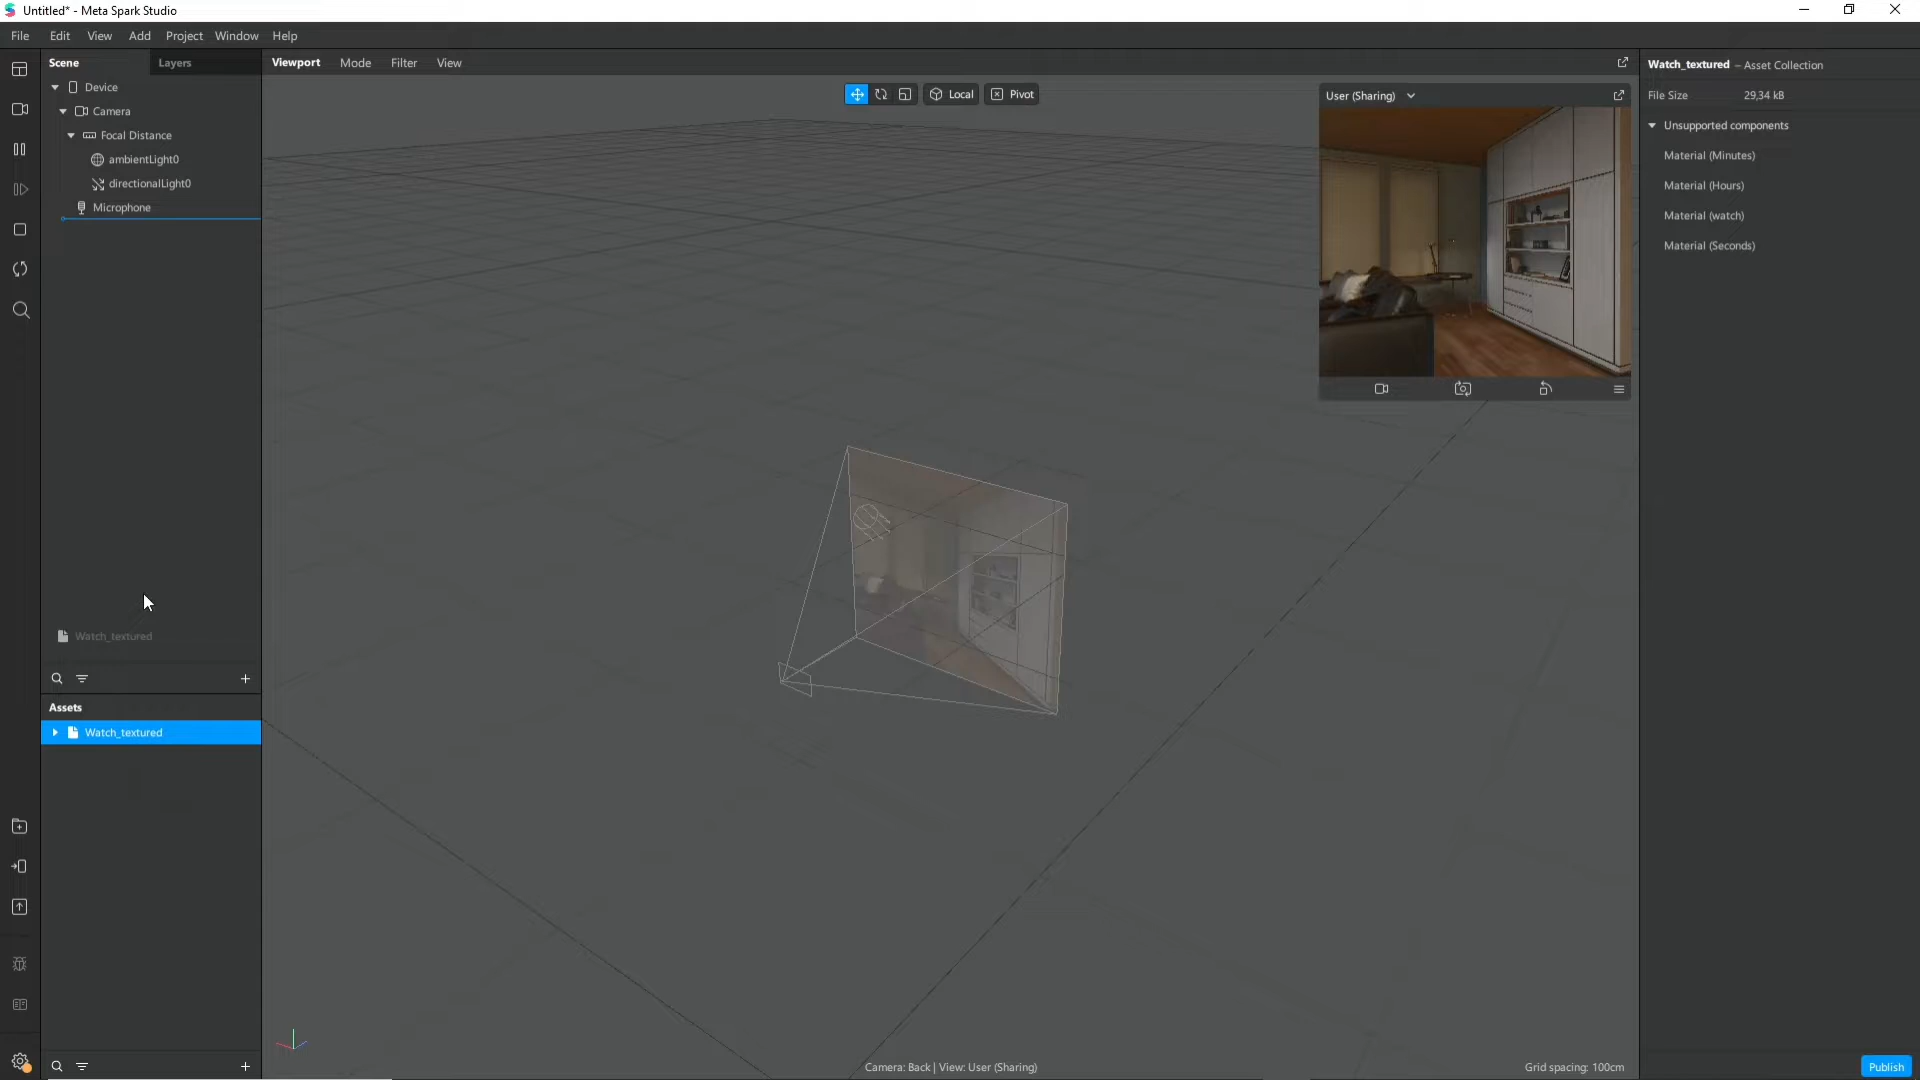 Untitled* - Meta Spark Studio
File Edit View Add Project Window Help
Scene Layers
Device
Camera
Focal Distance
ambientLight0
directionalLight0
Microphone
Watch_textured
Assets
Watch_textured
Viewport Mode Filter View
Local Pivot
User (Sharing)
Camera: Back | View: User (Sharing)
Grid spacing: 100cm
Watch_textured – Asset Collection
File Size 29,34 kB
Unsupported components
Material (Minutes)
Material (Hours)
Material (watch)
Material (Seconds)
Publish